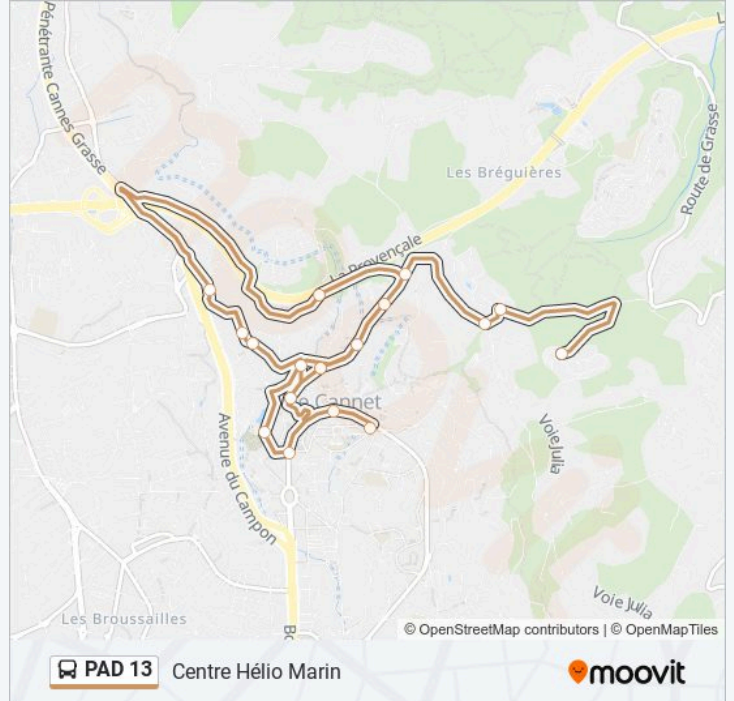 Pénétrante Cannes Grasse
L
Route de Grasse
Les Bréguières
La Provençale
Le Cannet
Avenue du Campon
Voie Julia
Voie Julia
Les Broussailles
Bo
© OpenStreetMap contributors | © OpenMapTiles
PAD 13 Centre Hélio Marin
moovit